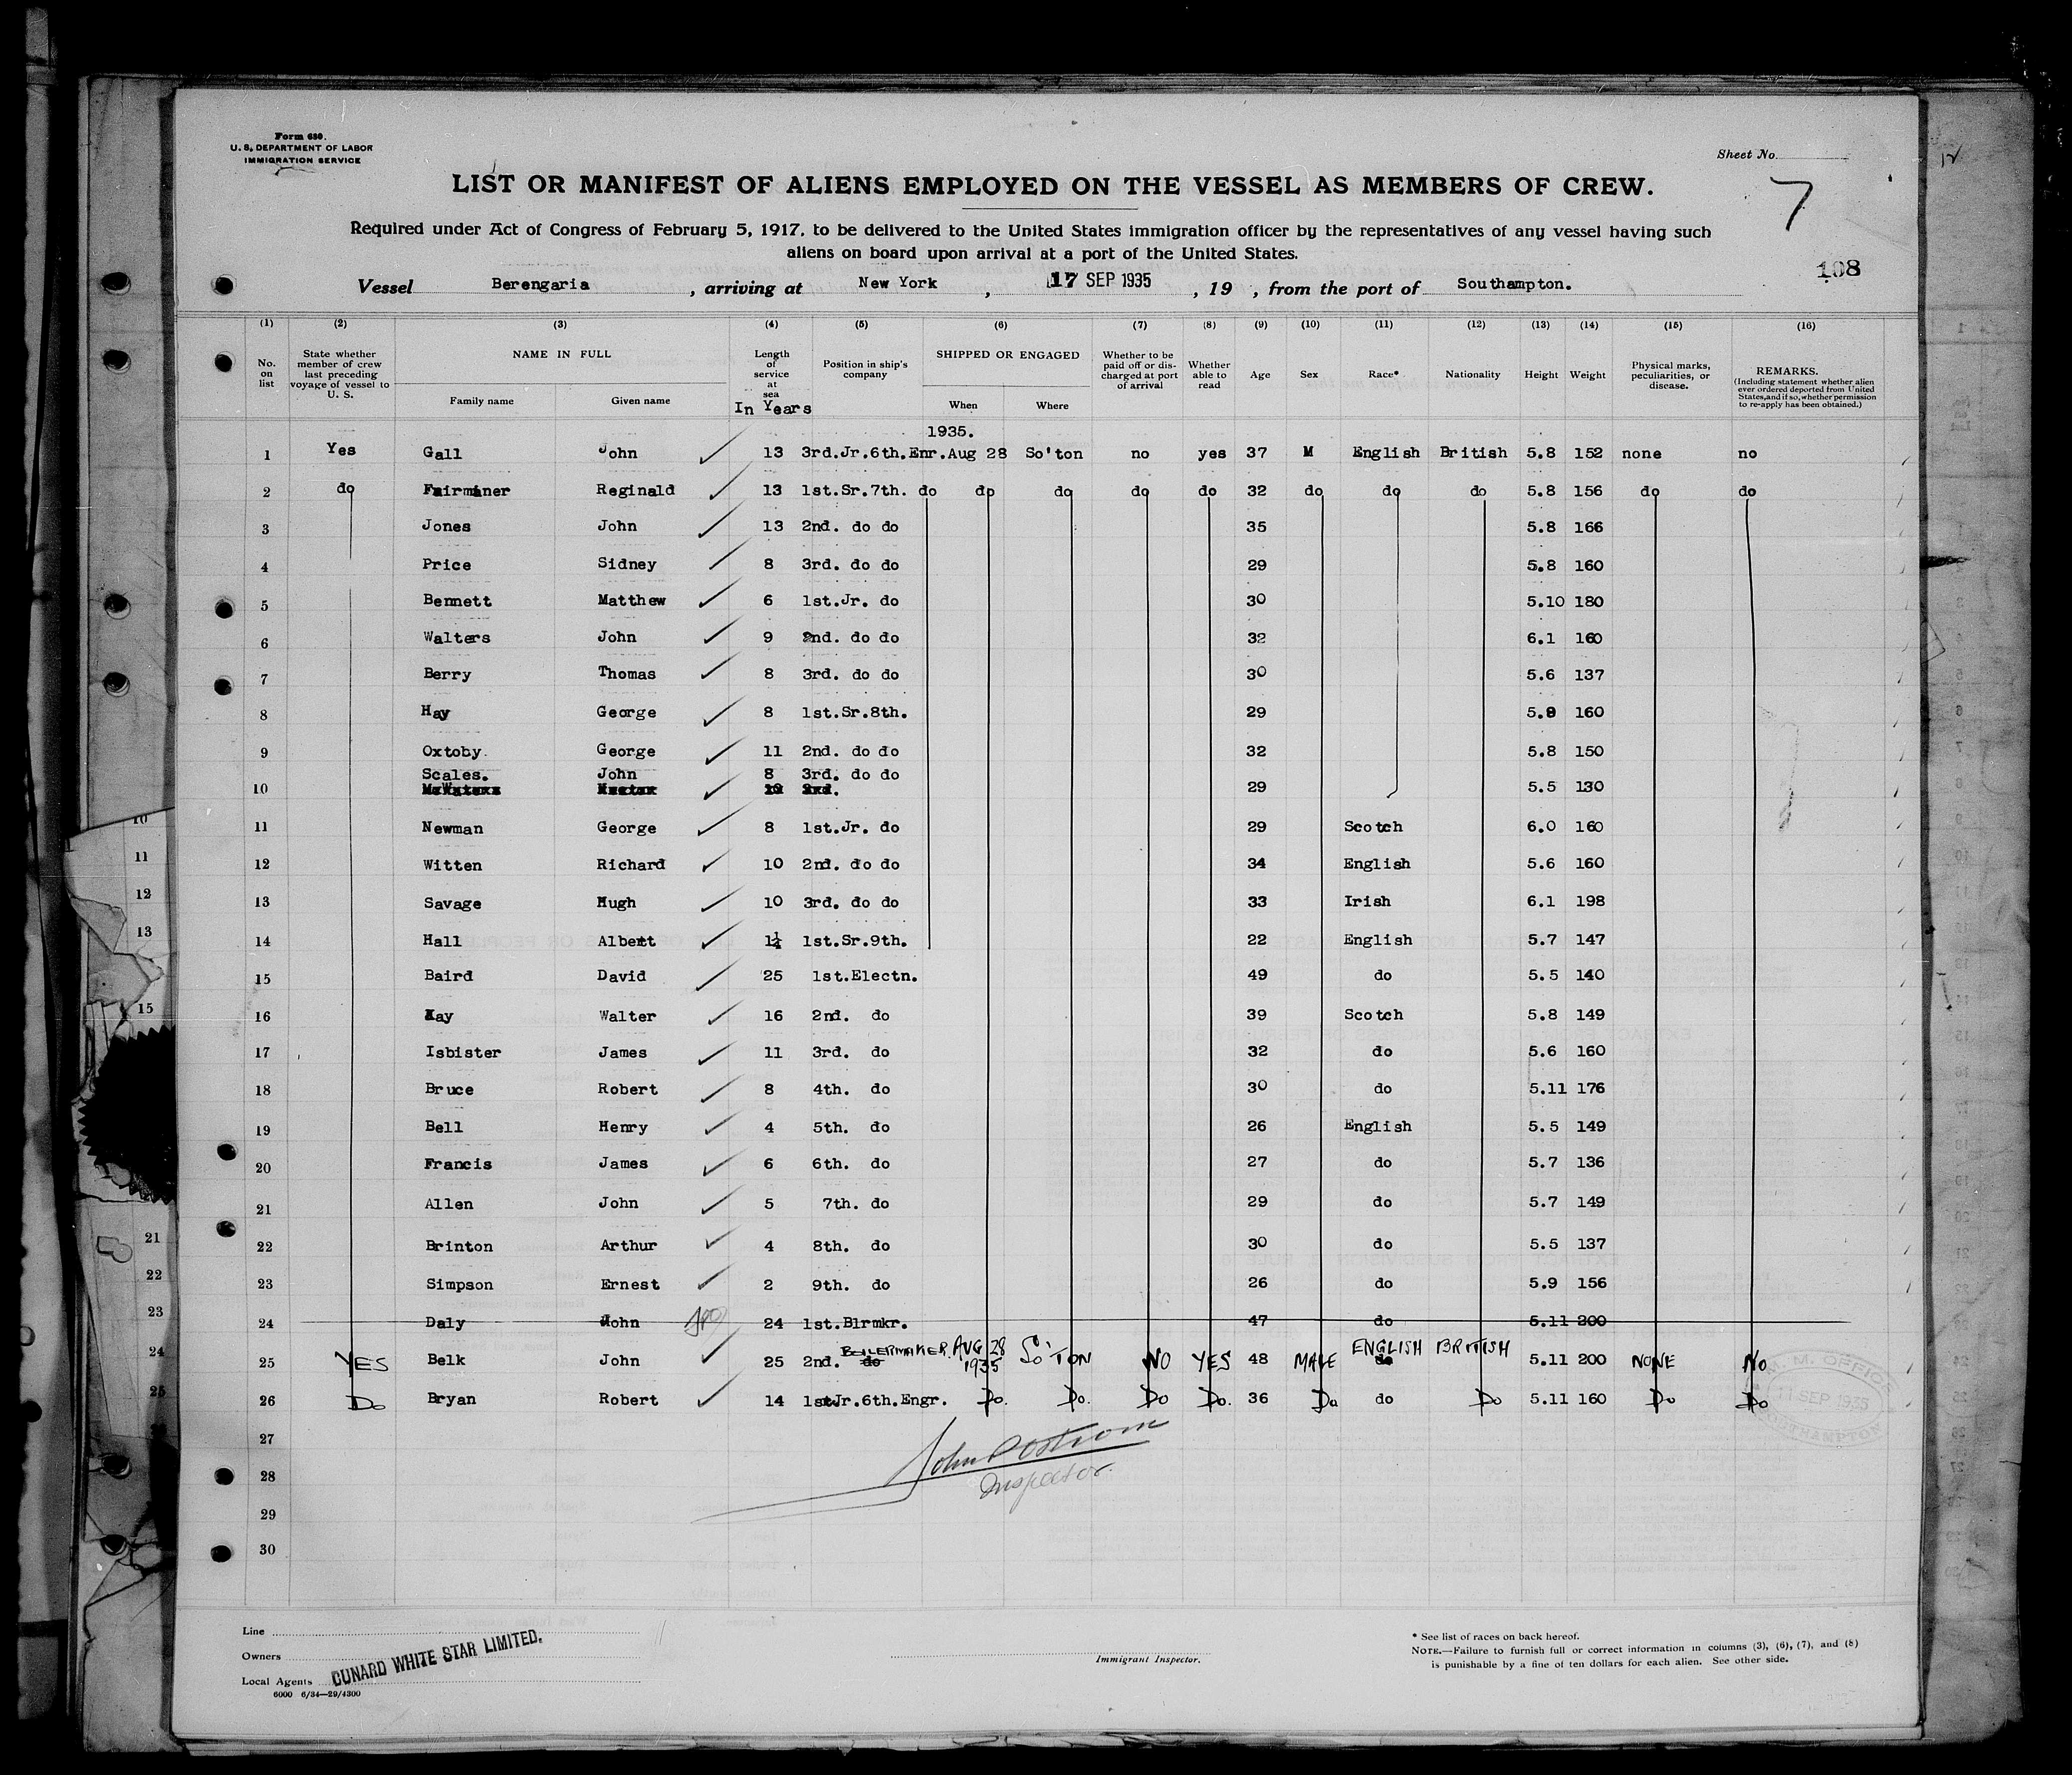 Form 680.
U. S. DEPARTMENT OF LABOR
IMMIGRATION SERVICE
Sheet No.
7
LIST OR MANIFEST OF ALIENS EMPLOYED ON THE VESSEL AS MEMBERS OF CREW.
Required under Act of Congress of February 5, 1917, to be delivered to the United States immigration officer by the representatives of any vessel having such
aliens on board upon arrival at a port of the United States.
108
Vessel Berengaria , arriving at New York , 17 SEP 1935 , 19 , from the port of Southampton.
(1) (2) (3) (4) (5) (6) (7) (8) (9) (10) (11) (12) (13) (14) (15) (16)
No. on list
State whether member of crew last preceding voyage of vessel to U. S.
NAME IN FULL
Family name Given name
Length of service at sea
In Years
Position in ship's company
SHIPPED OR ENGAGED
When Where
Whether to be paid off or discharged at port of arrival
Whether able to read
Age Sex Race* Nationality Height Weight
Physical marks, peculiarities, or disease.
REMARKS.
(Including statement whether alien ever ordered deported from United States, and if so, whether permission to re-apply has been obtained.)
1935.
1 Yes Gall John 13 3rd.Jr.6th.Enr. Aug 28 So'ton no yes 37 M English British 5.8 152 none no
2 do Fairminer Reginald 13 1st.Sr.7th. do do do do do 32 do do do 5.8 156 do do
3 Jones John 13 2nd. do do 35 5.8 166
4 Price Sidney 8 3rd. do do 29 5.8 160
5 Bennett Matthew 6 1st.Jr. do 30 5.10 180
6 Walters John 9 2nd. do do 32 6.1 160
7 Berry Thomas 8 3rd. do do 30 5.6 137
8 Hay George 8 1st.Sr.8th. 29 5.9 160
9 Oxtoby. George 11 2nd. do do 32 5.8 150
Scales. John 8 3rd. do do
10 29 5.5 130
11 Newman George 8 1st.Jr. do 29 Scotch 6.0 160
12 Witten Richard 10 2nd. do do 34 English 5.6 160
13 Savage Hugh 10 3rd. do do 33 Irish 6.1 198
14 Hall Albert 1¼ 1st.Sr.9th. 22 English 5.7 147
15 Baird David 25 1st.Electn. 49 do 5.5 140
16 Kay Walter 16 2nd. do 39 Scotch 5.8 149
17 Isbister James 11 3rd. do 32 do 5.6 160
18 Bruce Robert 8 4th. do 30 do 5.11 176
19 Bell Henry 4 5th. do 26 English 5.5 149
20 Francis James 6 6th. do 27 do 5.7 136
21 Allen John 5 7th. do 29 do 5.7 149
22 Brinton Arthur 4 8th. do 30 do 5.5 137
23 Simpson Ernest 2 9th. do 26 do 5.9 156
24 Daly John 24 1st.Blrmkr. 47 do 5.11 200
25 YES Belk John 25 2nd. do BOILERMAKER. AUG 28 1935 So'TON NO YES 48 MALE ENGLISH do BRITISH 5.11 200 NONE No
26 Do Bryan Robert 14 1stJr.6th.Engr. Do. Do. Do Do. 36 Do do Do 5.11 160 Do Do
27
28
29
30
Inspector.
M. M. OFFICE
11 SEP 1935
SOUTHAMPTON
Line
Owners
Local Agents
CUNARD WHITE STAR LIMITED.
6000 6/34—29/4300
Immigrant Inspector.
* See list of races on back hereof.
NOTE.—Failure to furnish full or correct information in columns (3), (6), (7), and (8)
is punishable by a fine of ten dollars for each alien. See other side.